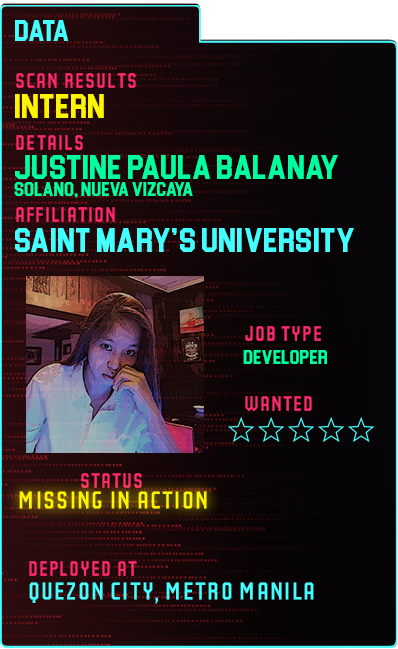 DATA
SCAN RESULTS
INTERN
DETAILS
JUSTINE PAULA BALANAY
SOLANO, NUEVA VIZCAYA
AFFILIATION
SAINT MARY'S UNIVERSITY
JOB TYPE
DEVELOPER
WANTED
STATUS
MISSING IN ACTION
DEPLOYED AT
QUEZON CITY, METRO MANILA